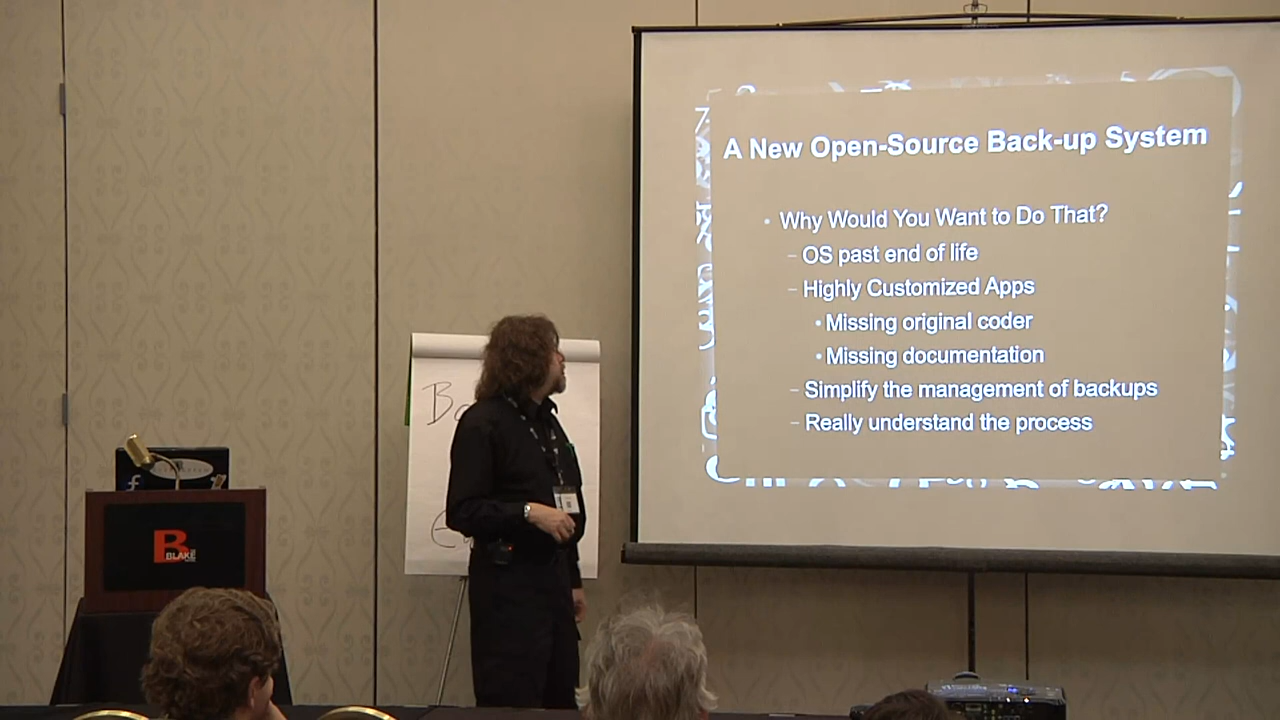 A New Open-Source Back-up System
• Why Would You Want to Do That?
– OS past end of life
– Highly Customized Apps
• Missing original coder
• Missing documentation
– Simplify the management of backups
– Really understand the process
B
BLAKE